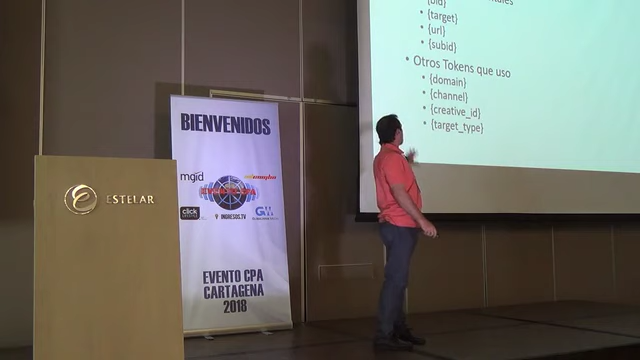 {bid}
{target}
{url}
{subid}
Otros Tokens que uso
{domain}
{channel}
{creative_id}
{target_type}
BIENVENIDOS
mgid
click
INGRESOS.TV
EVENTO CPA
CARTAGENA
2018
ESTELAR